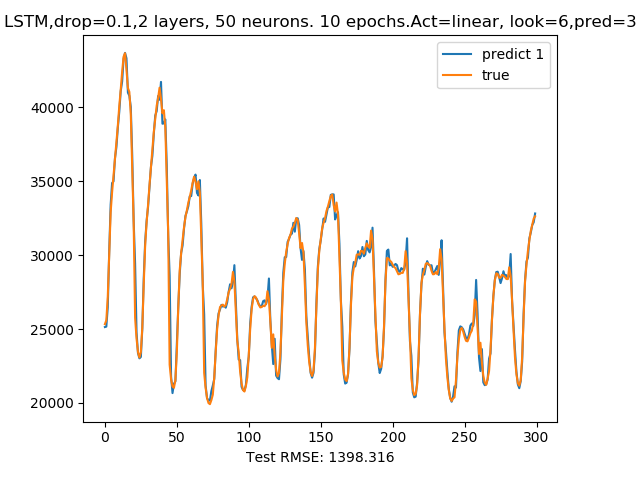 LSTM,drop=0.1,2 layers, 50 neurons. 10 epochs.Act=linear, look=6,pred=3
predict 1
true
40000
35000
30000
25000
20000
0 50 100 150 200 250 300
Test RMSE: 1398.316